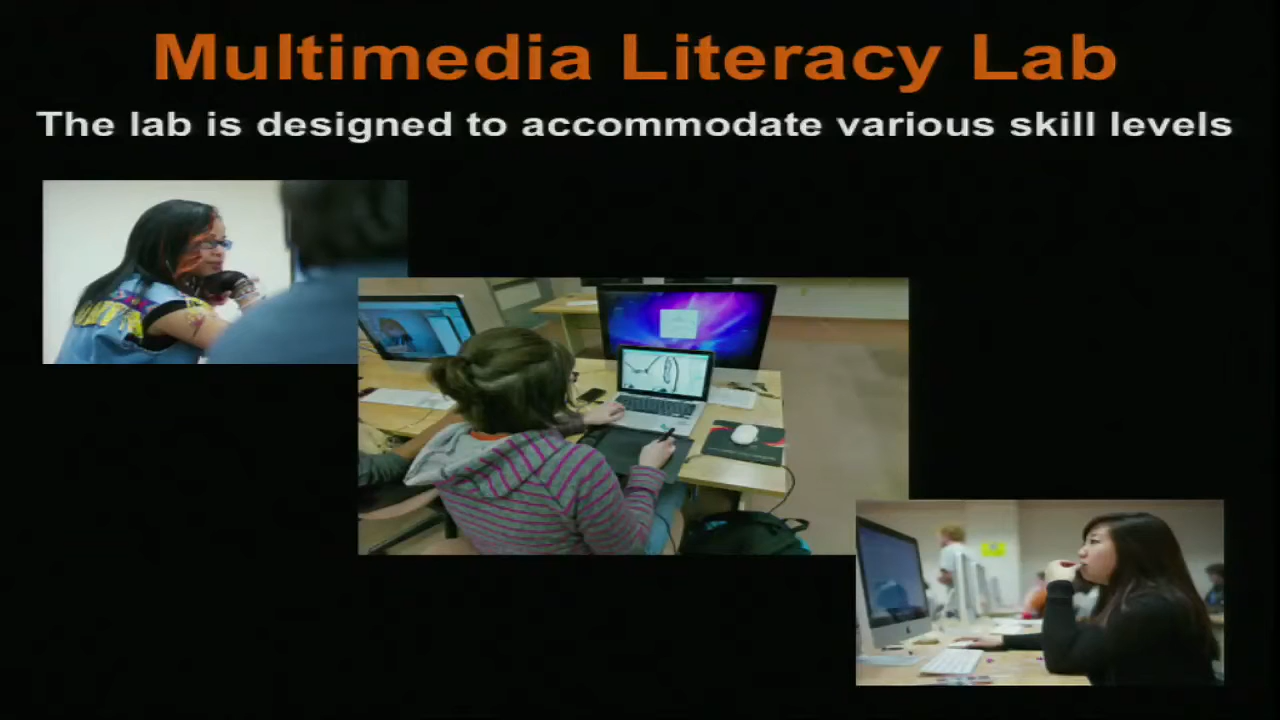 Multimedia Literacy Lab
The lab is designed to accommodate various skill levels